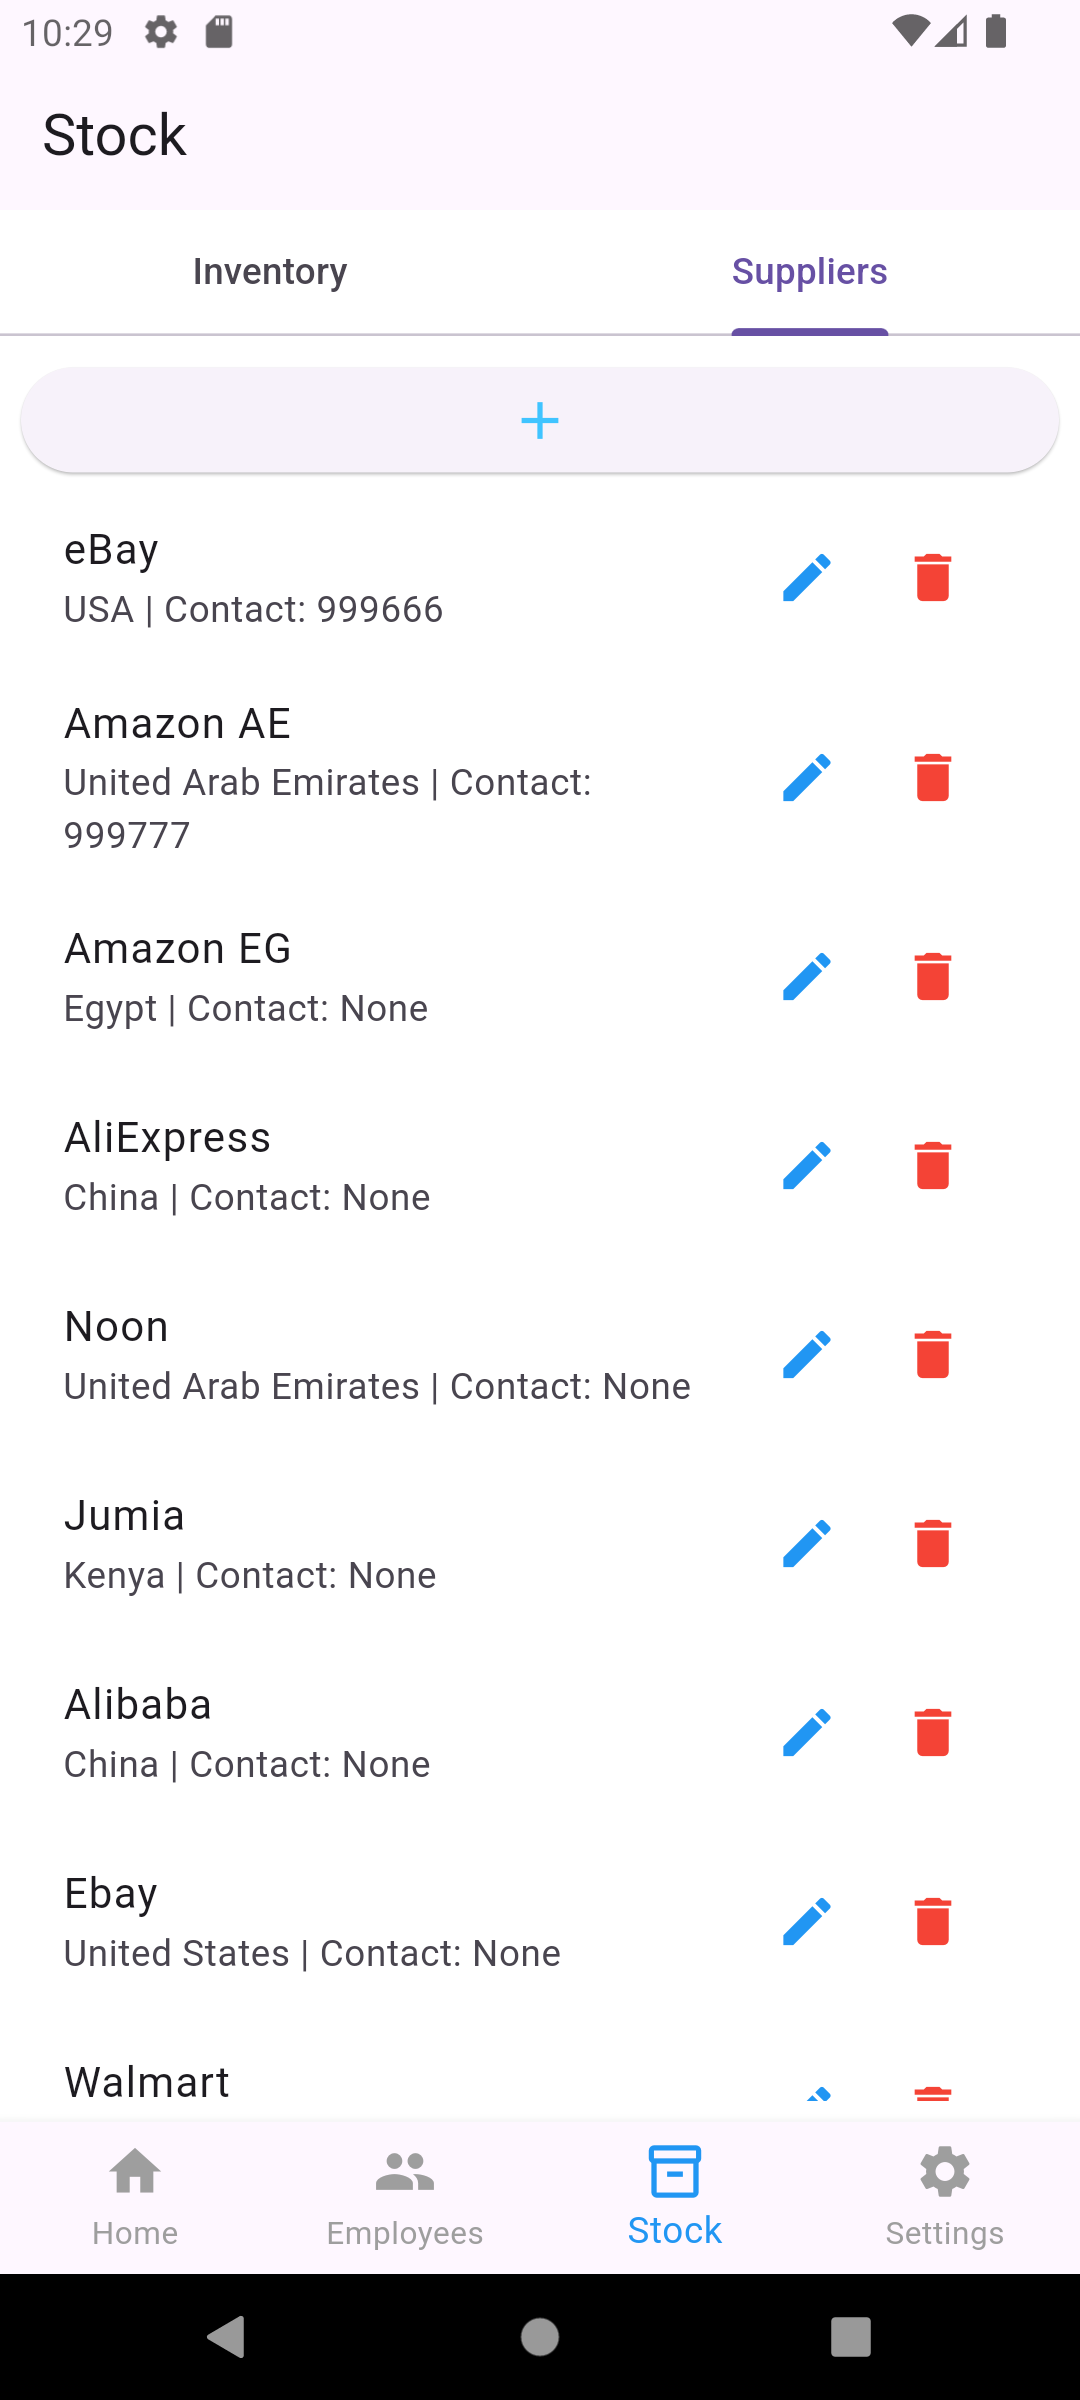 10:29
Stock
Inventory
Suppliers
eBay
USA | Contact: 999666
Amazon AE
United Arab Emirates | Contact:
999777
Amazon EG
Egypt | Contact: None
AliExpress
China | Contact: None
Noon
United Arab Emirates | Contact: None
Jumia
Kenya | Contact: None
Alibaba
China | Contact: None
Ebay
United States | Contact: None
Walmart
Home
Employees
Stock
Settings